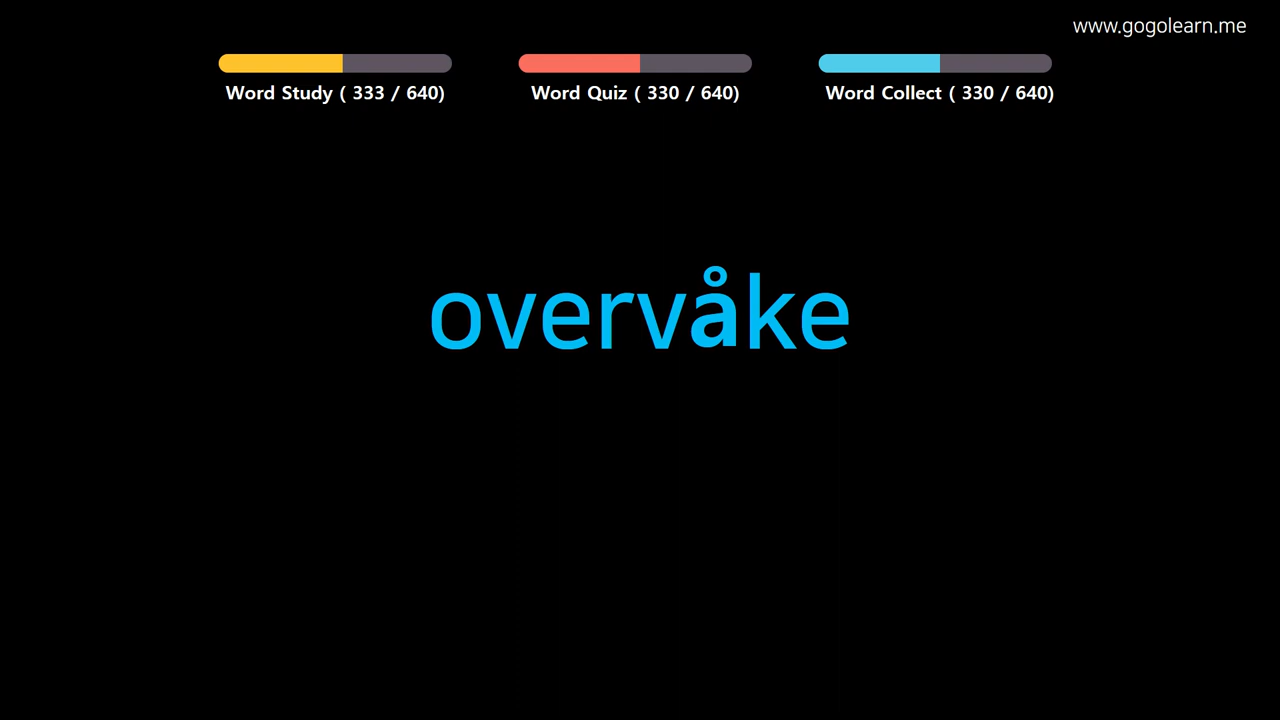 www.gogolearn.me
Word Study ( 333 / 640)
Word Quiz ( 330 / 640)
Word Collect ( 330 / 640)
overvåke